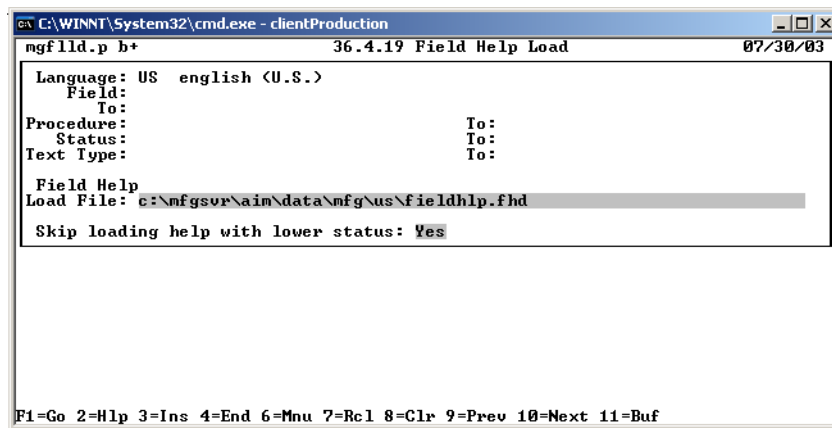 C:\WINNT\System32\cmd.exe - clientProduction
mgflld.p b+ 36.4.19 Field Help Load 07/30/03
Language: US english (U.S.)
Field:
To:
Procedure: To:
Status: To:
Text Type: To:
Field Help
Load File: c:\mfgsvr\aim\data\mfg\us\fieldhlp.fhd
Skip loading help with lower status: Yes
F1=Go 2=Hlp 3=Ins 4=End 6=Mnu 7=Rcl 8=Clr 9=Prev 10=Next 11=Buf